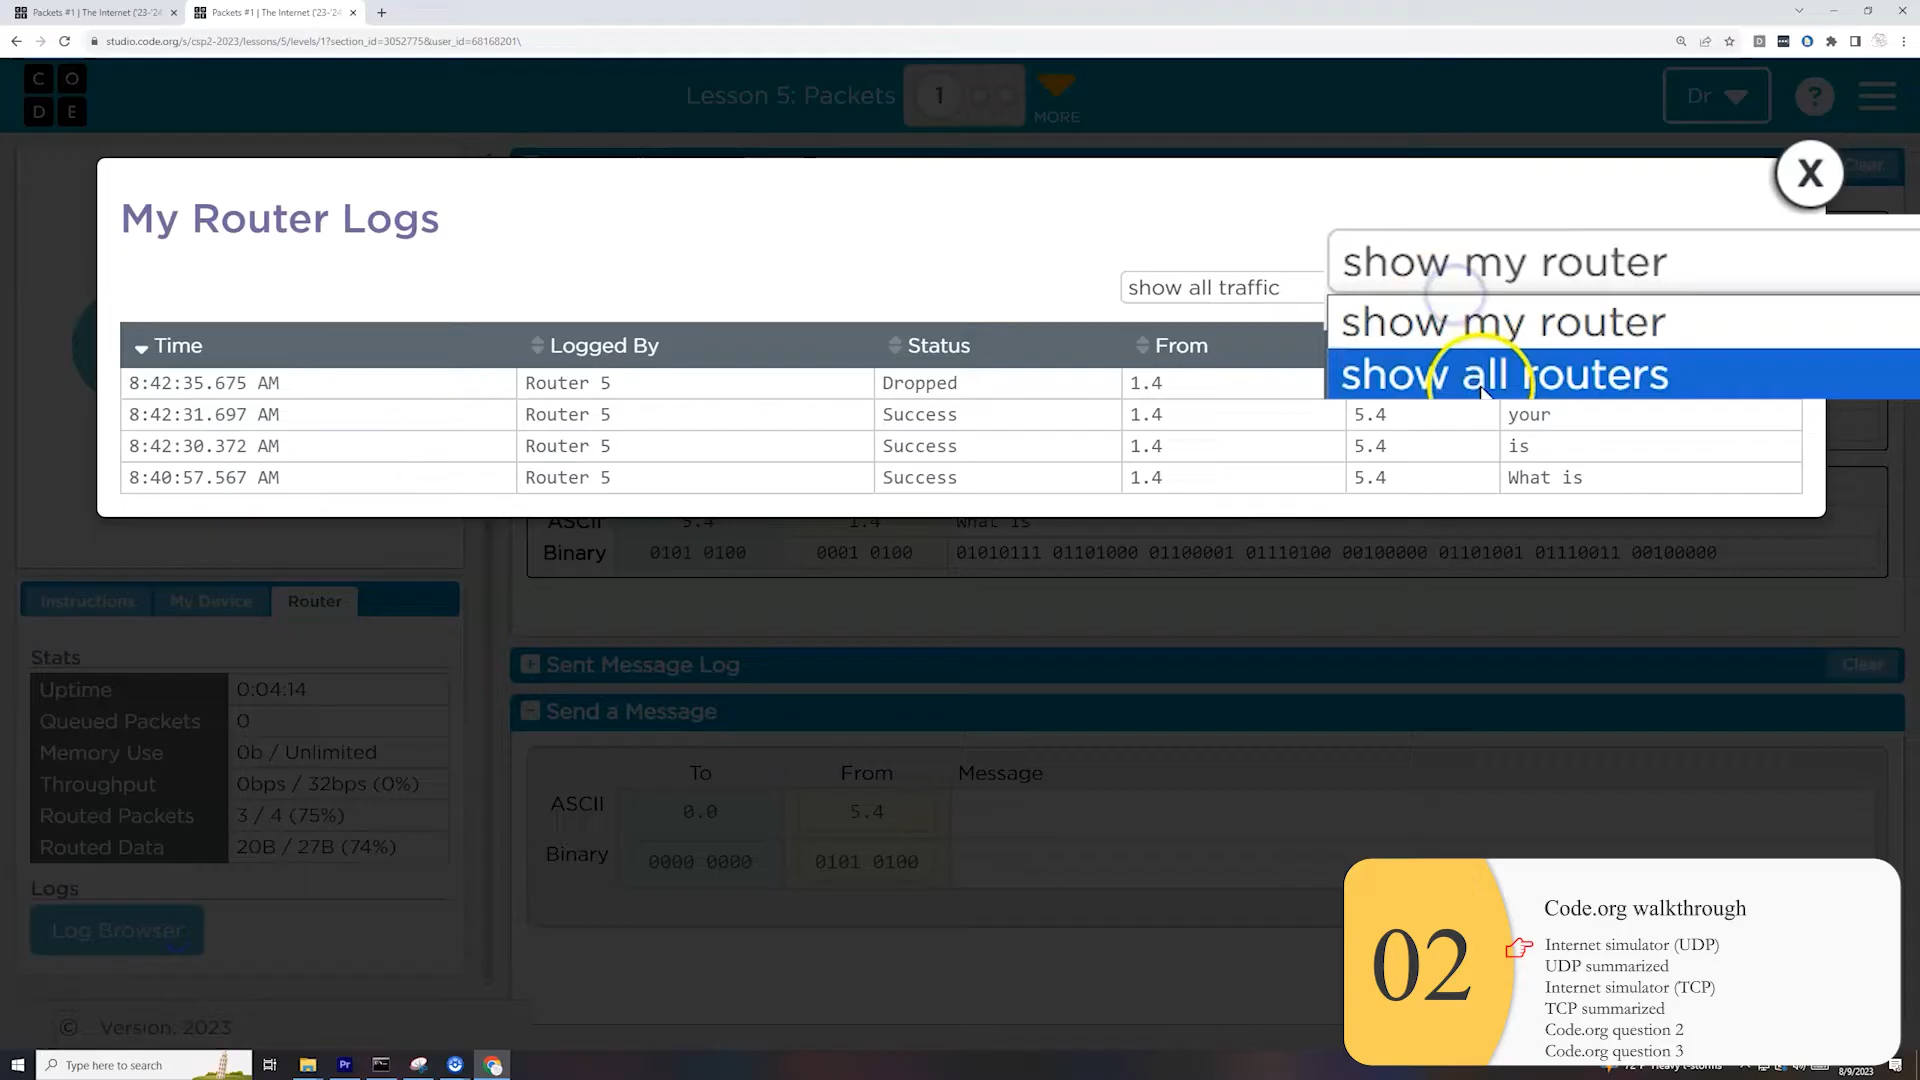 Packets #1 | The Internet ('23-'24
Packets #1 | The Internet ('23-'24
studio.code.org/s/csp2-2023/lessons/5/levels/1?section_id=3052775&user_id=68168201\
C O
D E
Lesson 5: Packets
1
MORE
Dr
?
Clear
X
My Router Logs
show all traffic
show my router
show my router
show all routers
Time Logged By Status From
8:42:35.675 AM Router 5 Dropped 1.4
8:42:31.697 AM Router 5 Success 1.4 5.4 your
8:42:30.372 AM Router 5 Success 1.4 5.4 is
8:40:57.567 AM Router 5 Success 1.4 5.4 What is
ASCII 5.4 1.4 What is
Binary 0101 0100 0001 0100 01010111 01101000 01100001 01110100 00100000 01101001 01110011 00100000
Instructions My Device Router
Stats
Uptime 0:04:14
Queued Packets 0
Memory Use 0b / Unlimited
Throughput 0bps / 32bps (0%)
Routed Packets 3 / 4 (75%)
Routed Data 20B / 27B (74%)
Logs
Log Browser
© Version: 2023
Sent Message Log Clear
Send a Message
To From Message
ASCII 0.0 5.4
Binary 0000 0000 0101 0100
02
Code.org walkthrough
Internet simulator (UDP)
UDP summarized
Internet simulator (TCP)
TCP summarized
Code.org question 2
Code.org question 3
Type here to search
8/9/2023